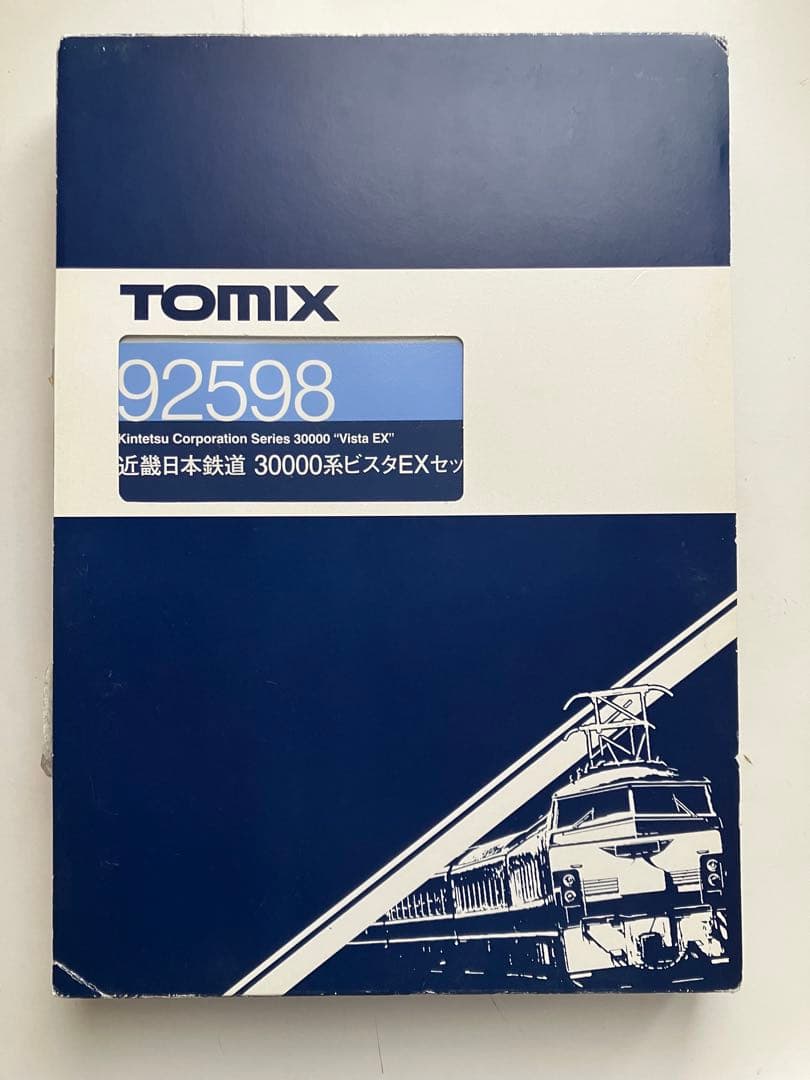 TOMIX
92598
Kintetsu Corporation Series 30000 "Vista EX"
近畿日本鉄道 30000系ビスタEXセッ